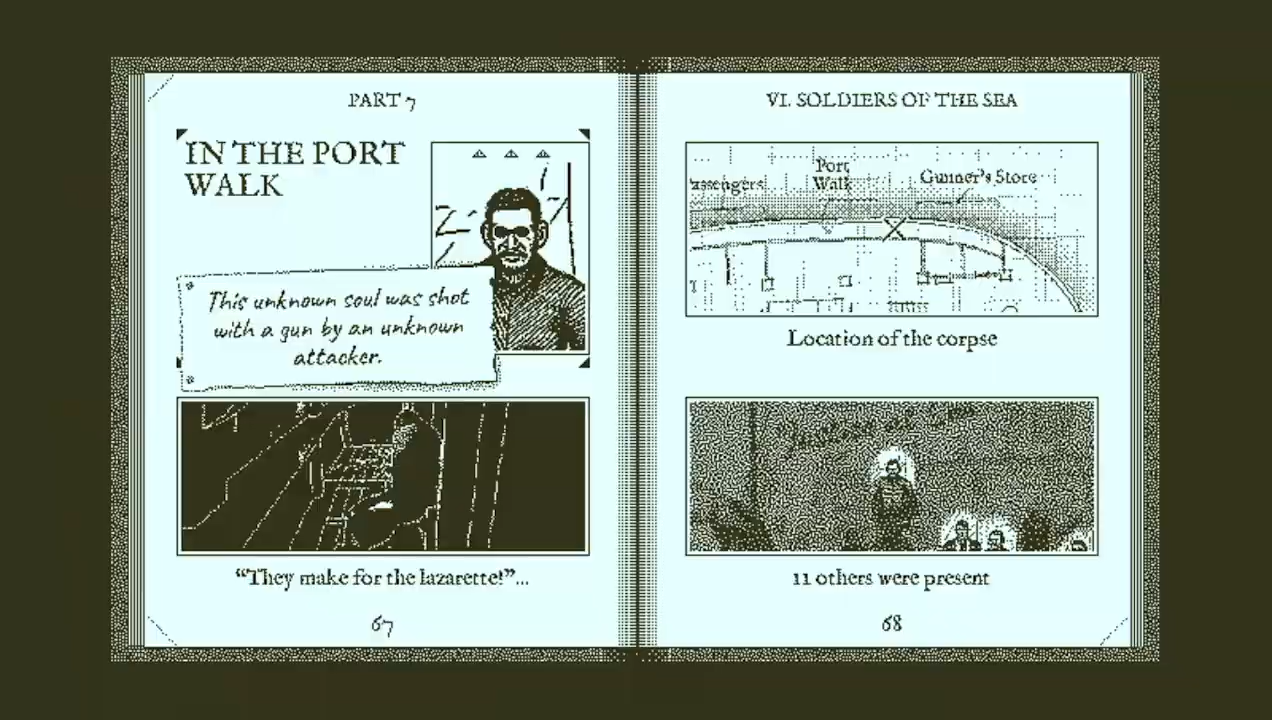 PART 7
IN THE PORT
WALK
This unknown soul was shot
with a gun by an unknown
attacker.
"They make for the lazarette!"...
67
VI. SOLDIERS OF THE SEA
Port
Walk
Gunner's Store
assengers
Location of the corpse
11 others were present
68